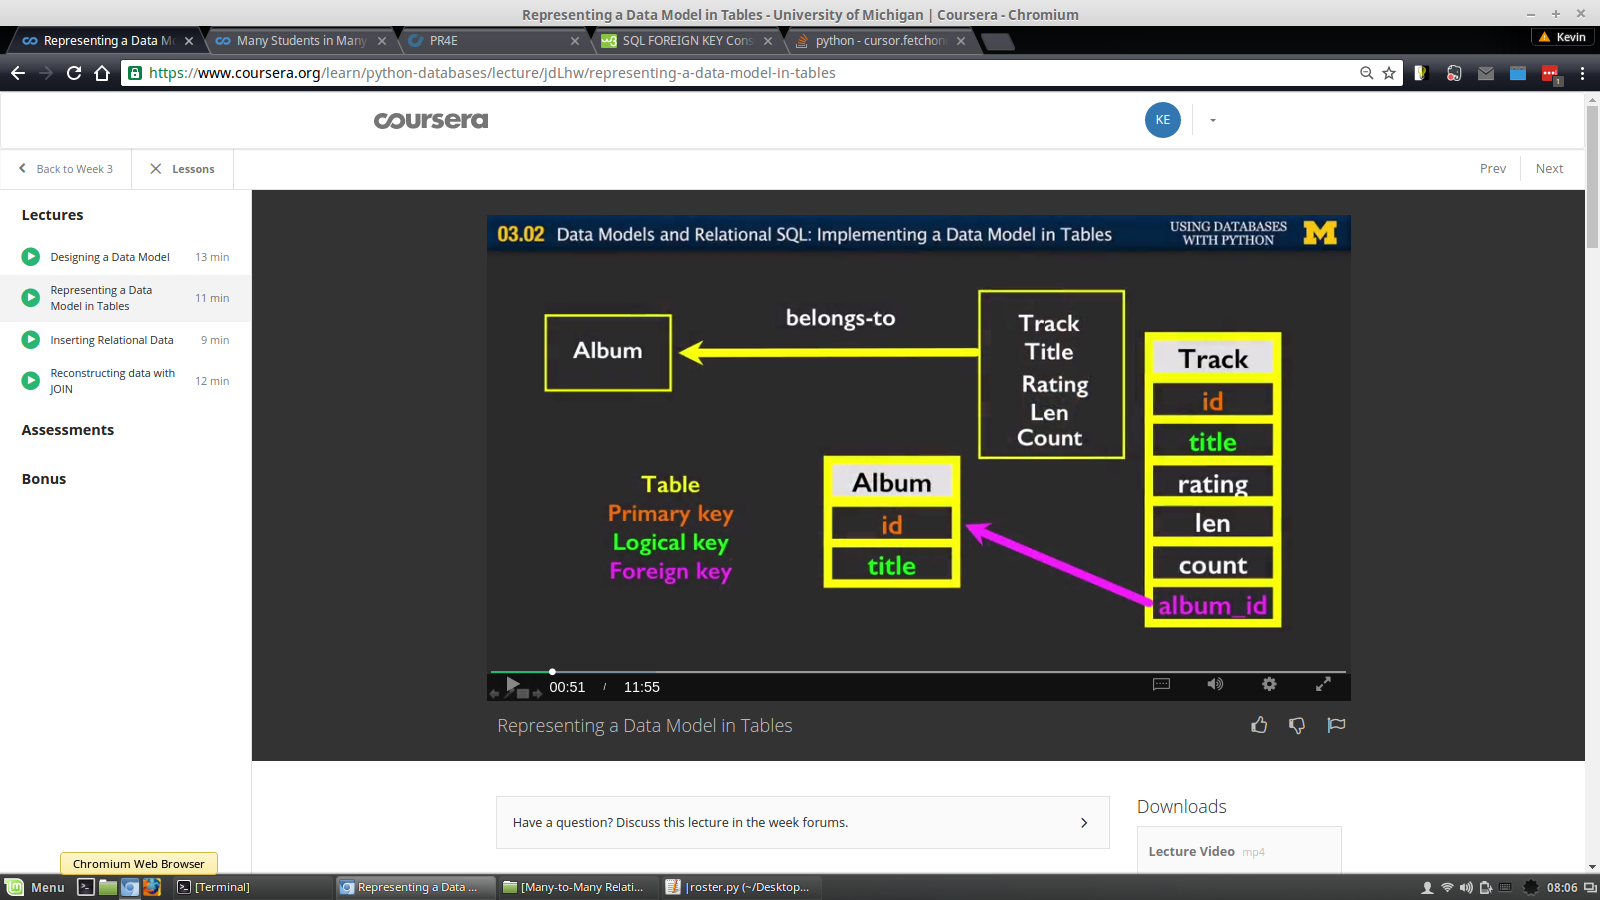 Representing a Data Model in Tables - University of Michigan | Coursera - Chromium
Representing a Data Mo
Many Students in Many
PR4E
SQL FOREIGN KEY Cons
python - cursor.fetchon
Kevin
https://www.coursera.org/learn/python-databases/lecture/jdLhw/representing-a-data-model-in-tables
1
coursera
KE
Back to Week 3
Lessons
Prev
Next
Lectures
Designing a Data Model 13 min
Representing a Data
Model in Tables
11 min
Inserting Relational Data 9 min
Reconstructing data with
JOIN
12 min
Assessments
Bonus
03.02 Data Models and Relational SQL: Implementing a Data Model in Tables
USING DATABASES
WITH PYTHON
M
Album
belongs-to
Track
Title
Rating
Len
Count
Table
Primary key
Logical key
Foreign key
Album
id
title
Track
id
title
rating
len
count
album_id
00:51 / 11:55
Representing a Data Model in Tables
Have a question? Discuss this lecture in the week forums.
Downloads
Lecture Video mp4
Chromium Web Browser
Menu
[Terminal]
Representing a Data ...
[Many-to-Many Relati...
|roster.py (~/Desktop...
08:06